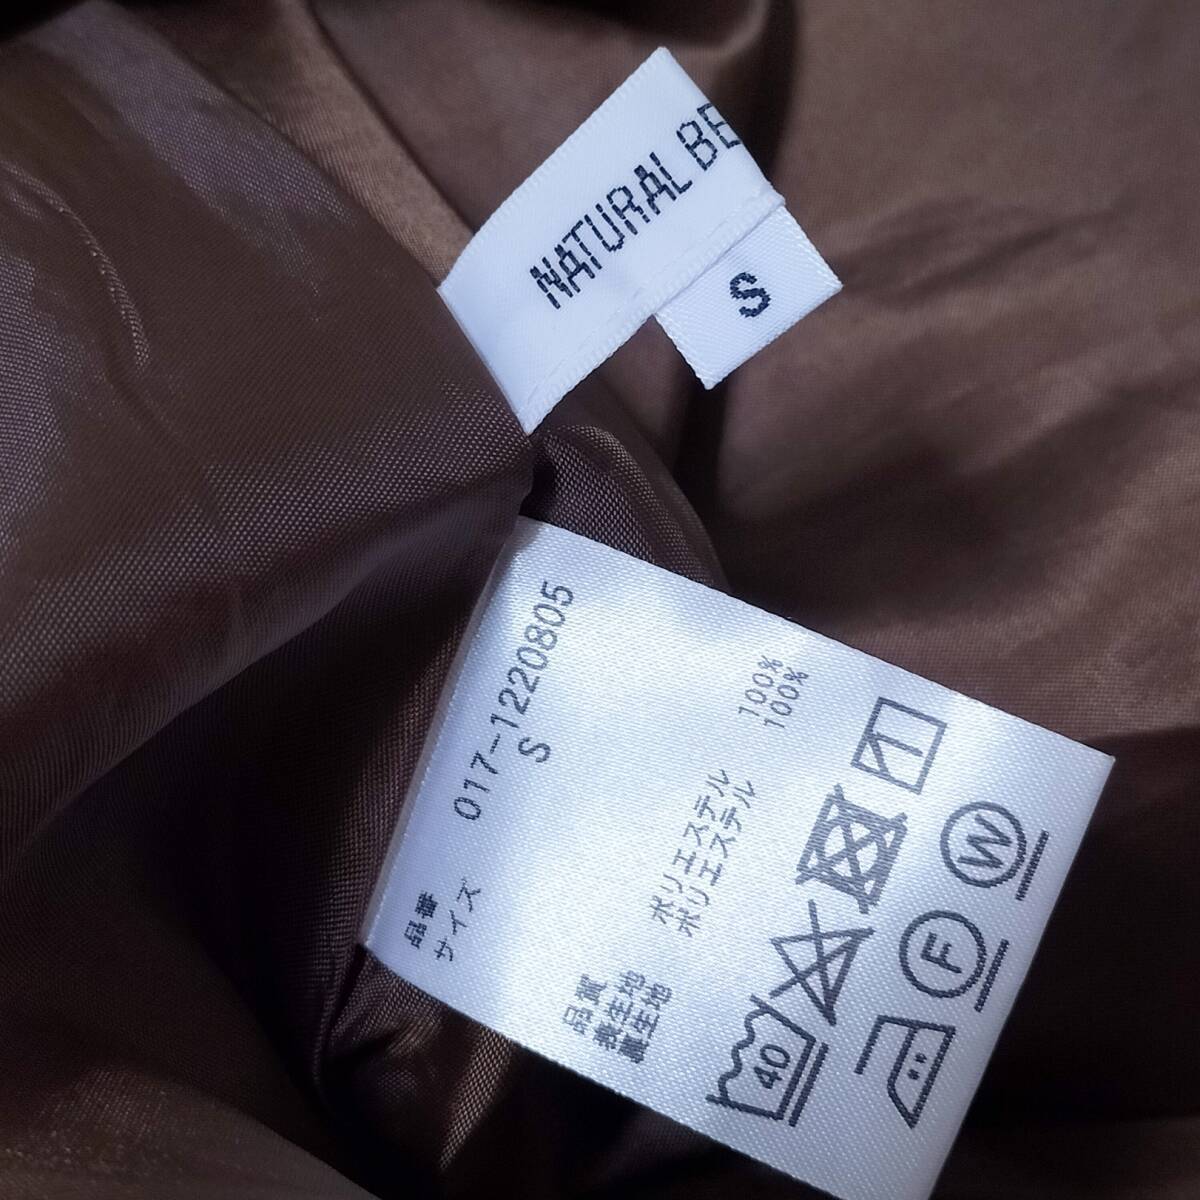 NATURAL BE
S
品番 017-1220805
サイズ S
品質
表生地 ポリエステル 100%
裏生地 ポリエステル 100%
40
W
F